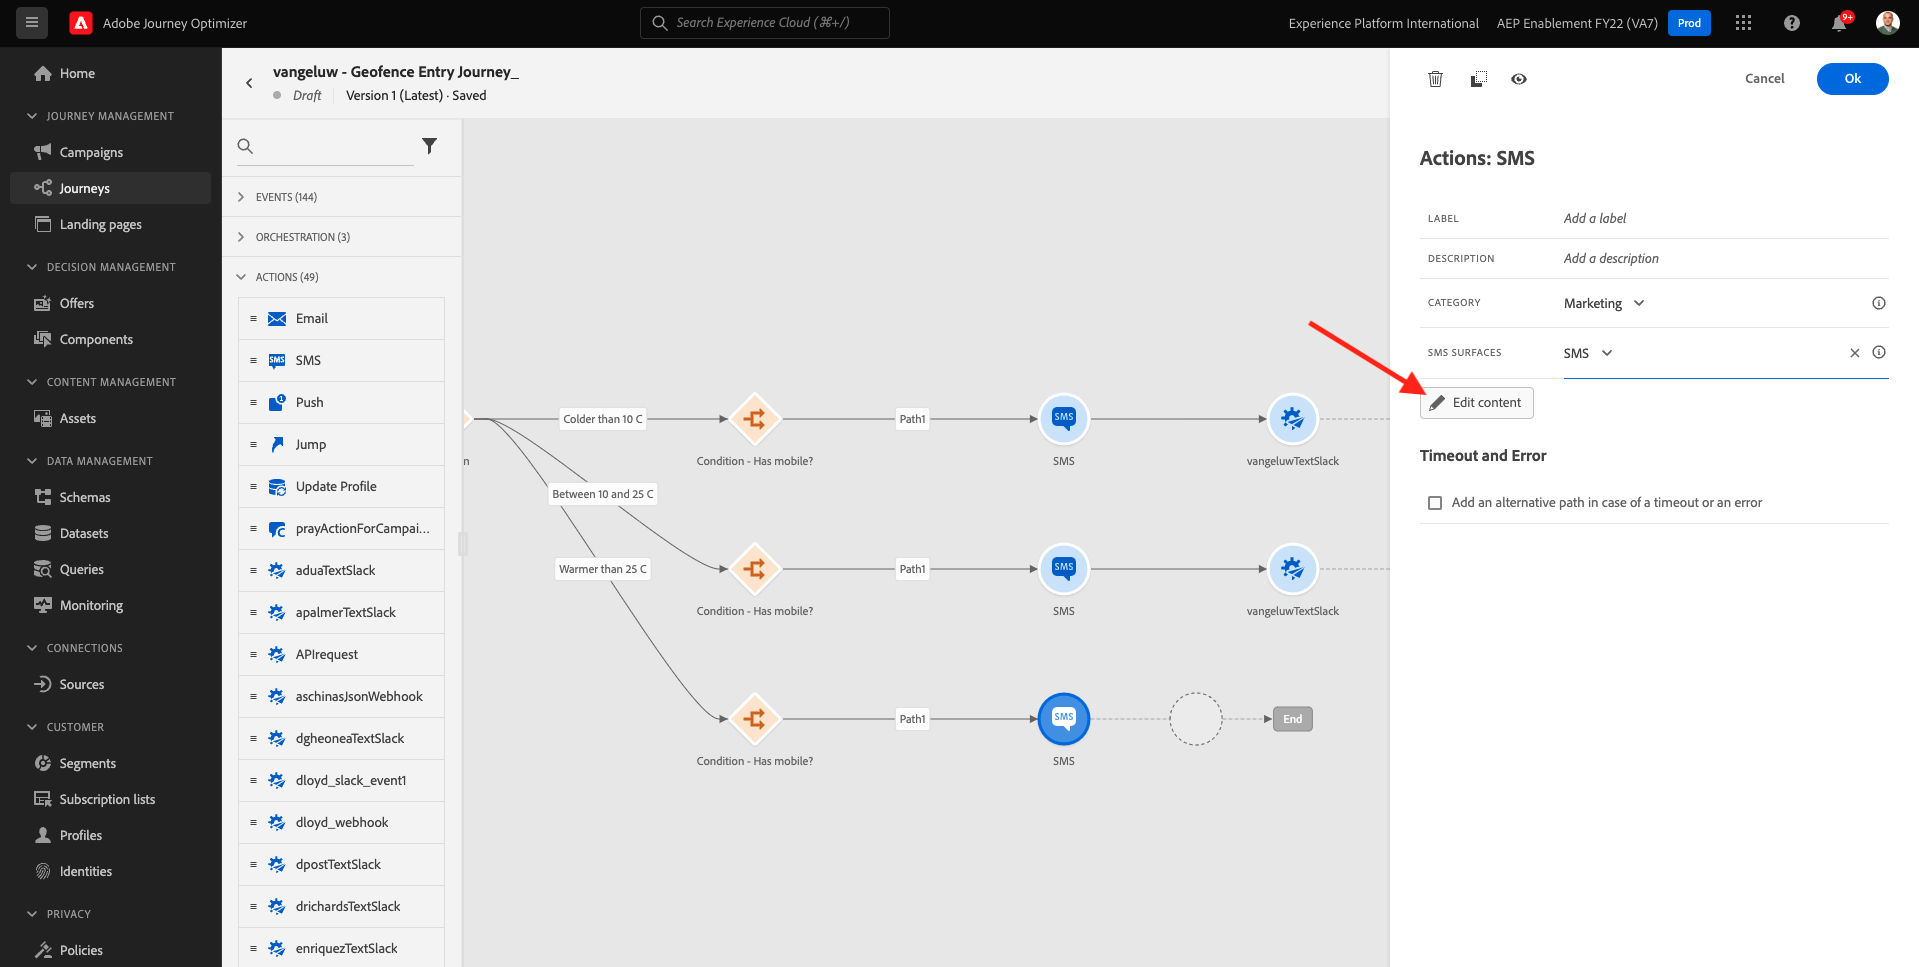 Adobe Journey Optimizer
Search Experience Cloud (⌘+/)
Experience Platform International
AEP Enablement FY22 (VA7)
Prod
9+
Home
JOURNEY MANAGEMENT
Campaigns
Journeys
Landing pages
DECISION MANAGEMENT
Offers
Components
CONTENT MANAGEMENT
Assets
DATA MANAGEMENT
Schemas
Datasets
Queries
Monitoring
CONNECTIONS
Sources
CUSTOMER
Segments
Subscription lists
Profiles
Identities
PRIVACY
Policies
vangeluw - Geofence Entry Journey_
Draft
Version 1 (Latest) · Saved
EVENTS (144)
ORCHESTRATION (3)
ACTIONS (49)
Email
SMS SMS
Push
Jump
Update Profile
prayActionForCampai...
aduaTextSlack
apalmerTextSlack
APIrequest
aschinasJsonWebhook
dgheoneaTextSlack
dloyd_slack_event1
dloyd_webhook
dpostTextSlack
drichardsTextSlack
enriquezTextSlack
n
Colder than 10 C
Condition - Has mobile?
Path1
SMS
SMS
vangeluwTextSlack
Between 10 and 25 C
Condition - Has mobile?
Path1
SMS
SMS
vangeluwTextSlack
Warmer than 25 C
Condition - Has mobile?
Path1
SMS
SMS
End
Cancel
Ok
Actions: SMS
LABEL
Add a label
DESCRIPTION
Add a description
CATEGORY
Marketing
SMS SURFACES
SMS
Edit content
Timeout and Error
Add an alternative path in case of a timeout or an error